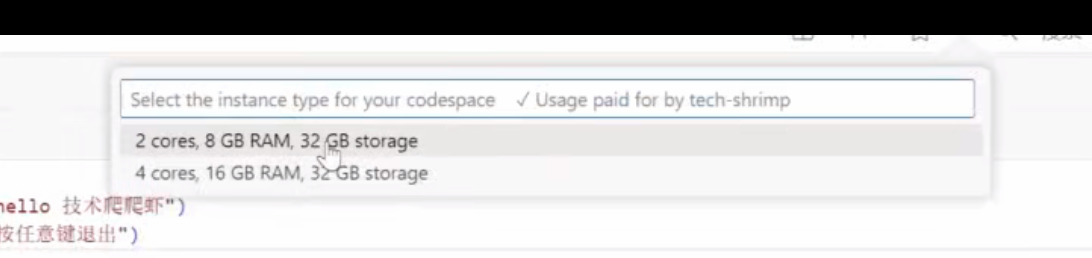 Select the instance type for your codespace ✓ Usage paid for by tech-shrimp
2 cores, 8 GB RAM, 32 GB storage
4 cores, 16 GB RAM, 32 GB storage
hello 技术爬爬虾")
按任意键退出")